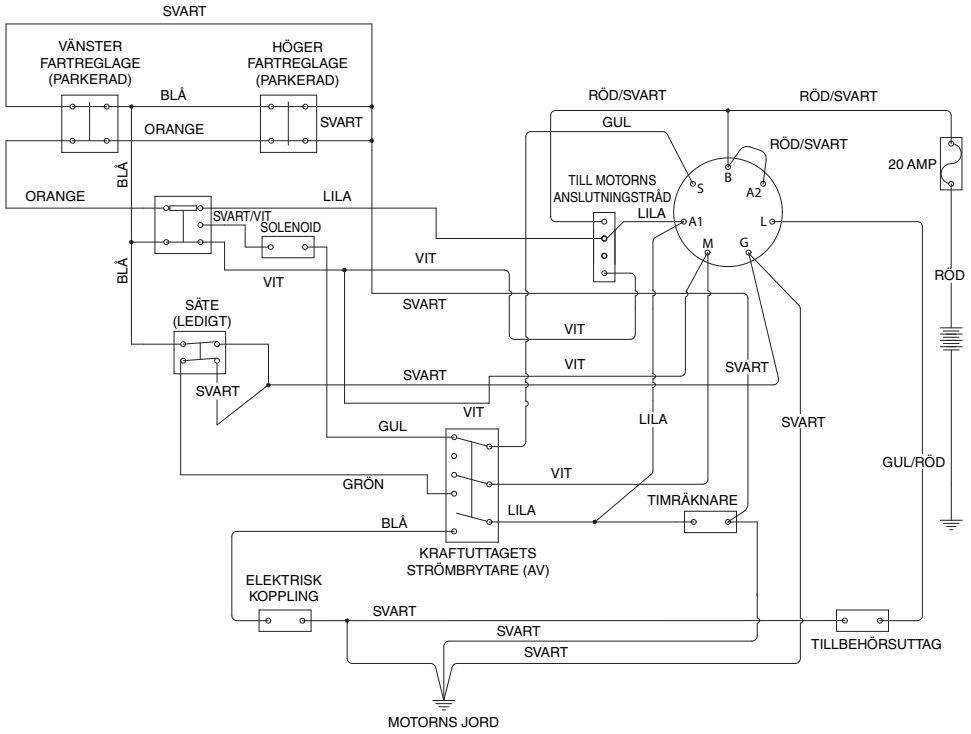 SVART
VÄNSTER
FARTREGLAGE
(PARKERAD)
HÖGER
FARTREGLAGE
(PARKERAD)
BLÅ
SVART
ORANGE
BLÅ
ORANGE
LILA
SVART/VIT
SOLENOID
VIT
VIT
BLÅ
SÄTE
(LEDIGT)
SVART
SVART
VIT
VIT
SVART
VIT
RÖD/SVART
RÖD/SVART
GUL
RÖD/SVART
20 AMP
B
S
A2
TILL MOTORNS
ANSLUTNINGSTRÅD
LILA
A1
L
M
G
RÖD
SVART
SVART
LILA
GUL
GUL/RÖD
VIT
GRÖN
LILA
TIMRÄKNARE
BLÅ
KRAFTUTTAGETS
STRÖMBRYTARE (AV)
ELEKTRISK
KOPPLING
SVART
SVART
SVART
TILLBEHÖRSUTTAG
MOTORNS JORD